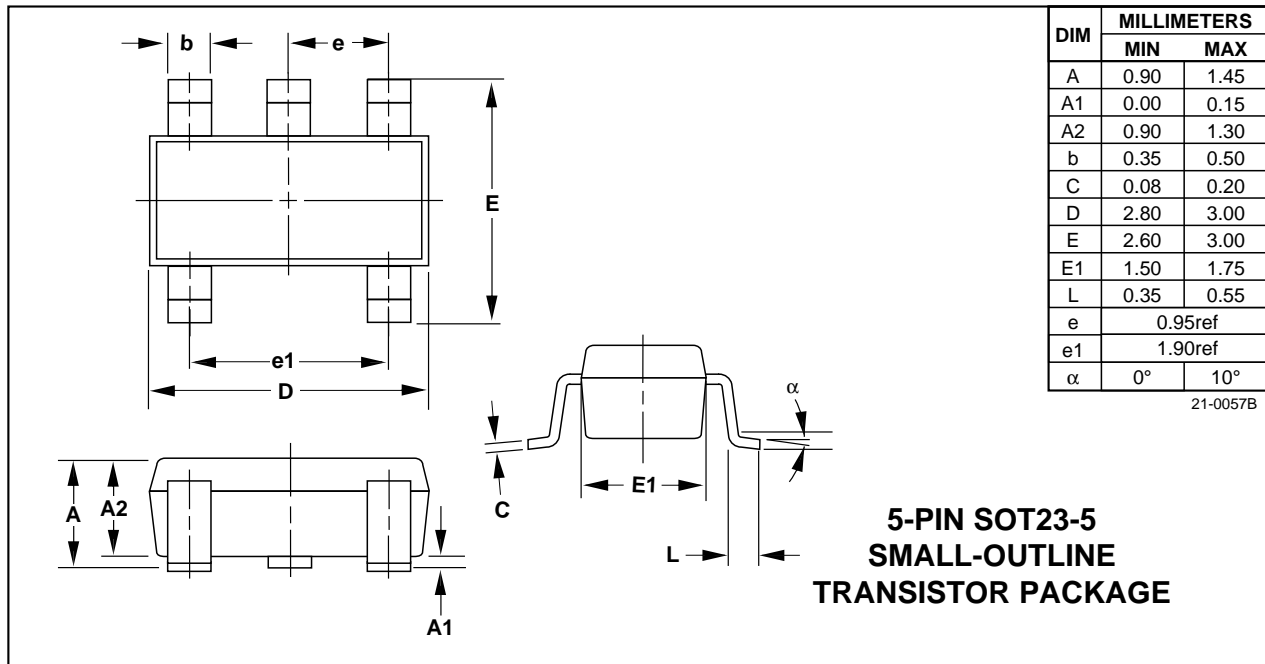 b
e
E
e1
D
A
A2
A1
C
E1
α
L
DIM MILLIMETERS
MIN MAX
A 0.90 1.45
A1 0.00 0.15
A2 0.90 1.30
b 0.35 0.50
C 0.08 0.20
D 2.80 3.00
E 2.60 3.00
E1 1.50 1.75
L 0.35 0.55
e 0.95ref
e1 1.90ref
α 0° 10°
21-0057B
5-PIN SOT23-5
SMALL-OUTLINE
TRANSISTOR PACKAGE